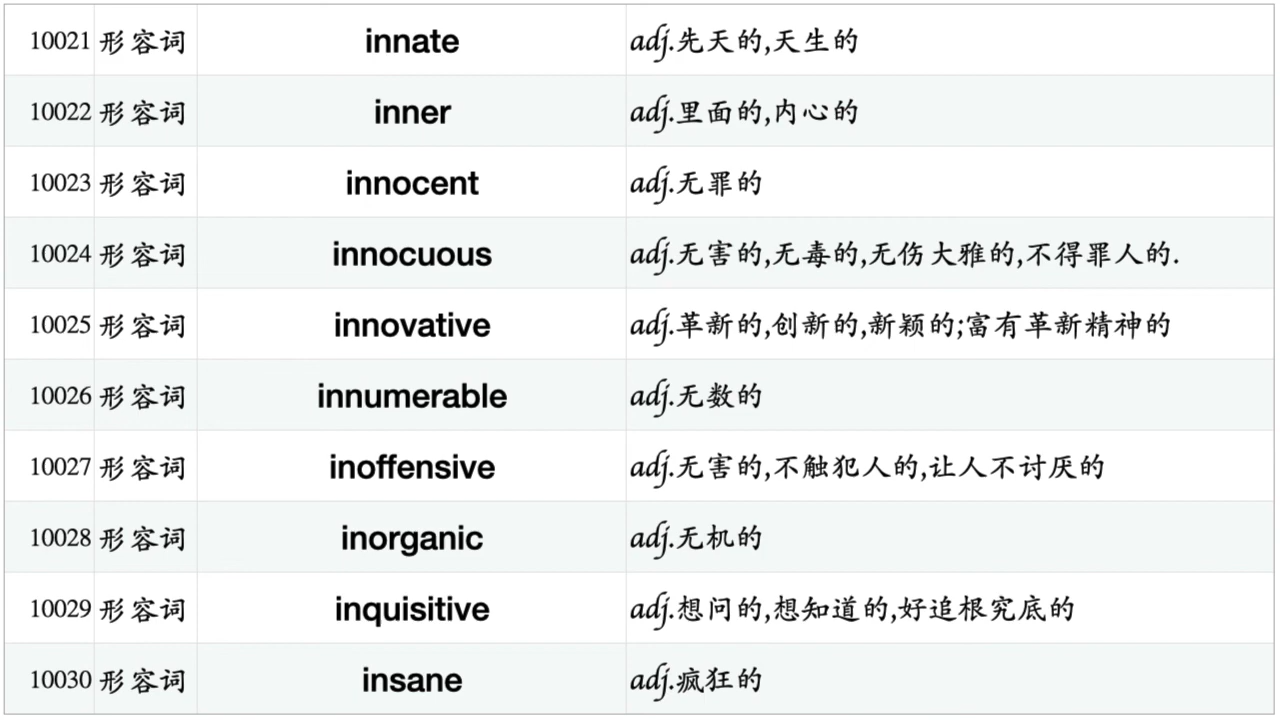 10021 形容词 innate adj.先天的,天生的
10022 形容词 inner adj.里面的,内心的
10023 形容词 innocent adj.无罪的
10024 形容词 innocuous adj.无害的,无毒的,无伤大雅的,不得罪人的.
10025 形容词 innovative adj.革新的,创新的,新颖的;富有革新精神的
10026 形容词 innumerable adj.无数的
10027 形容词 inoffensive adj.无害的,不触犯人的,让人不讨厌的
10028 形容词 inorganic adj.无机的
10029 形容词 inquisitive adj.想问的,想知道的,好追根究底的
10030 形容词 insane adj.疯狂的